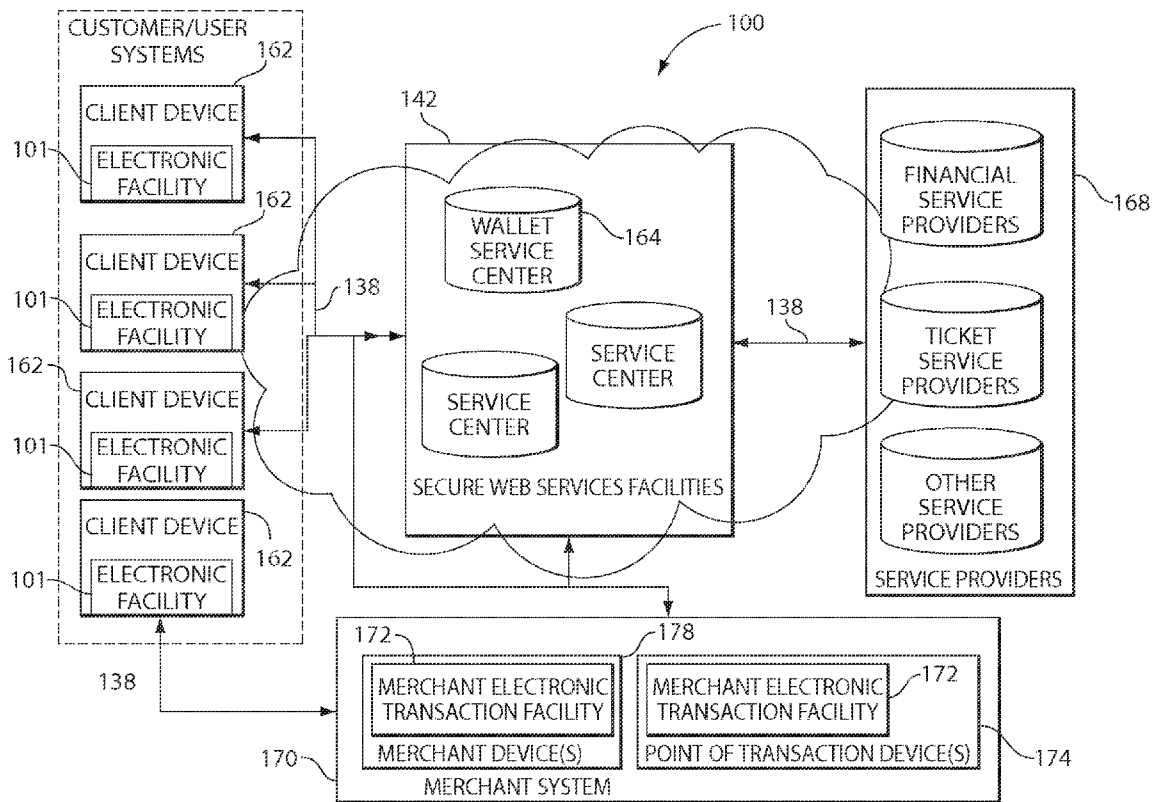 100
CUSTOMER/USER
SYSTEMS
162
CLIENT DEVICE
101
ELECTRONIC
FACILITY
162
CLIENT DEVICE
101
ELECTRONIC
FACILITY
162
CLIENT DEVICE
101
ELECTRONIC
FACILITY
CLIENT DEVICE
162
101
ELECTRONIC
FACILITY
138
142
WALLET
SERVICE
CENTER
164
SERVICE
CENTER
SERVICE
CENTER
SECURE WEB SERVICES FACILITIES
138
FINANCIAL
SERVICE
PROVIDERS
168
TICKET
SERVICE
PROVIDERS
OTHER
SERVICE
PROVIDERS
SERVICE PROVIDERS
138
172
178
MERCHANT ELECTRONIC
TRANSACTION FACILITY
MERCHANT DEVICE(S)
MERCHANT ELECTRONIC
TRANSACTION FACILITY
172
POINT OF TRANSACTION DEVICE(S)
174
170
MERCHANT SYSTEM